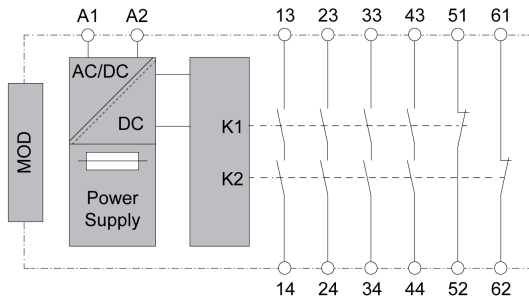 A1 A2 13 23 33 43 51 61
AC/DC
DC
K1
MOD
K2
Power
Supply
14 24 34 44 52 62